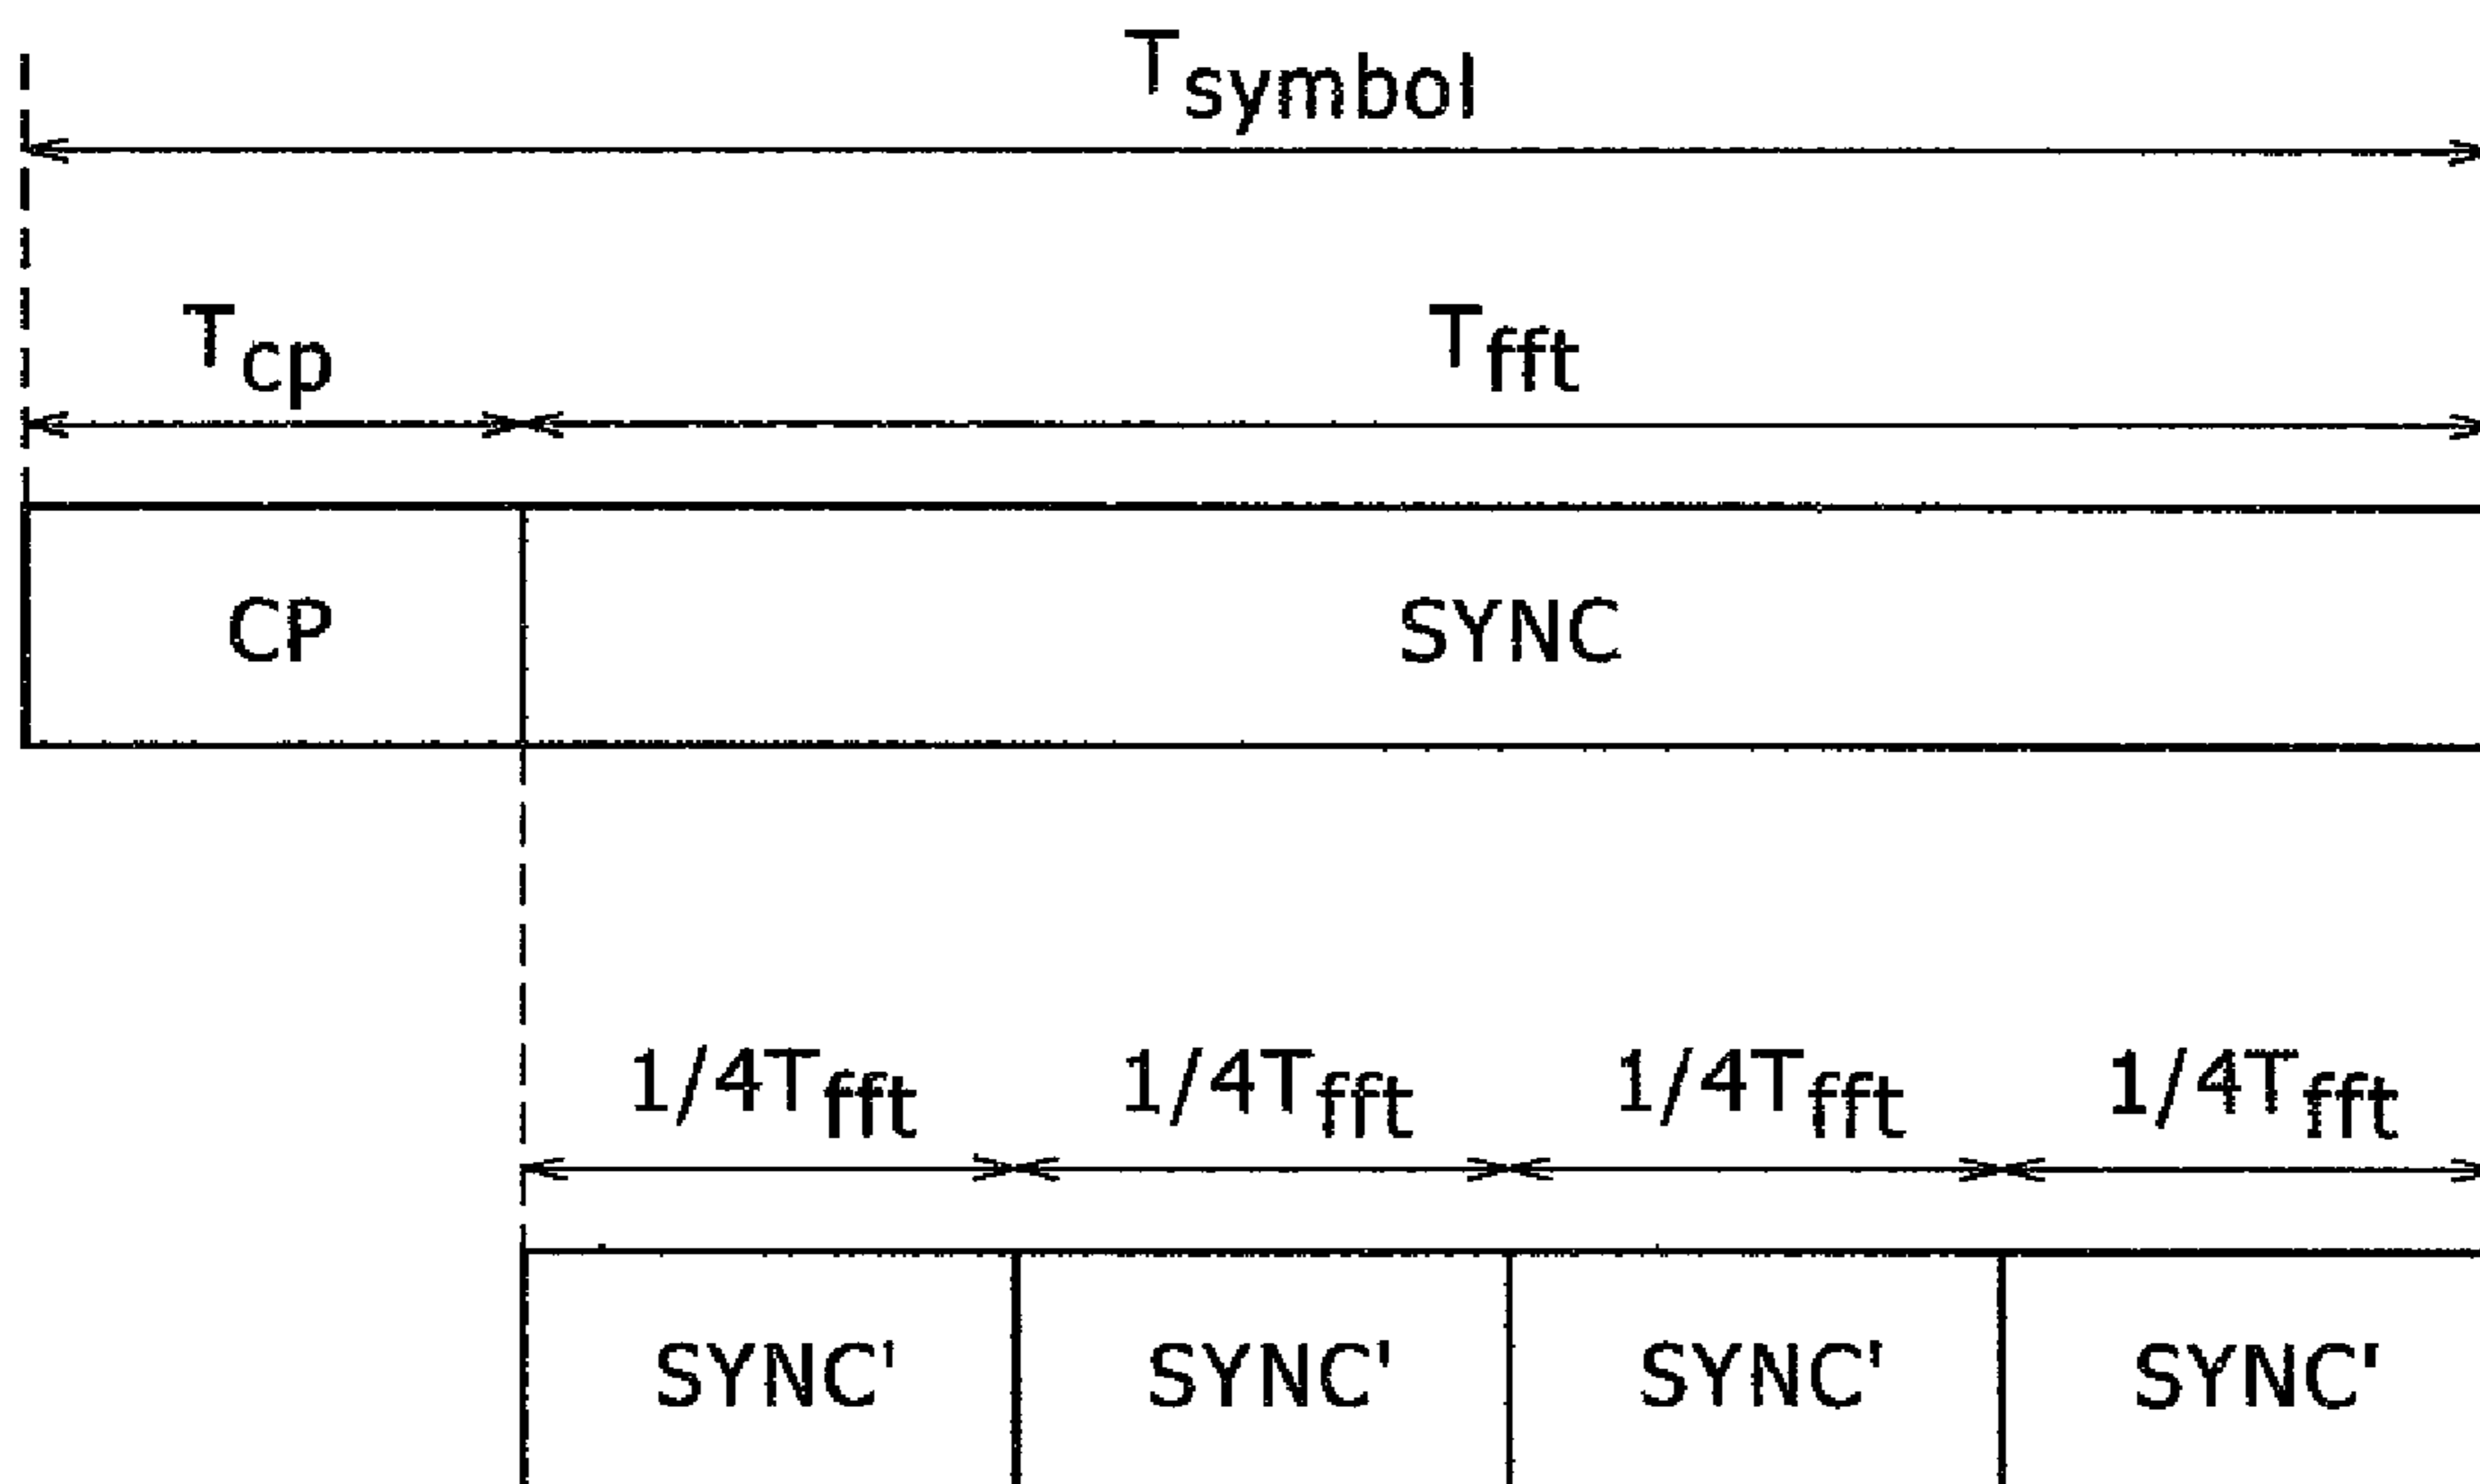 Tsymbol
Tcp Tfft
CP SYNC
1/4Tfft 1/4Tfft 1/4Tfft 1/4Tfft
SYNC' SYNC' SYNC' SYNC'